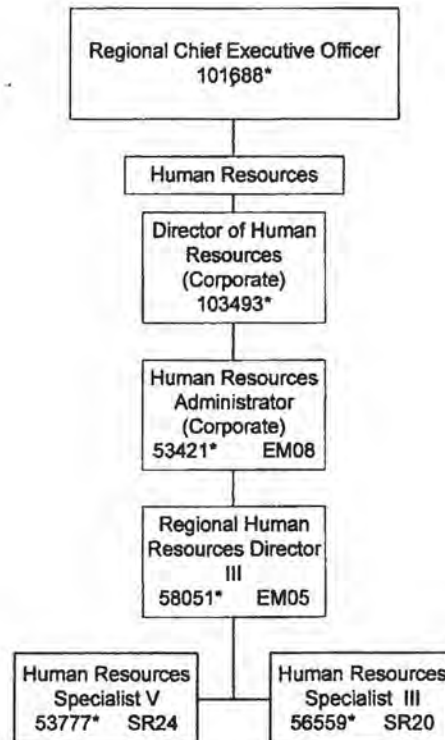 Regional Chief Executive Officer
101688*
Human Resources
Director of Human
Resources
(Corporate)
103493*
Human Resources
Administrator
(Corporate)
53421* EM08
Regional Human
Resources Director
III
58051* EM05
Human Resources
Specialist V
53777* SR24
Human Resources
Specialist III
56559* SR20